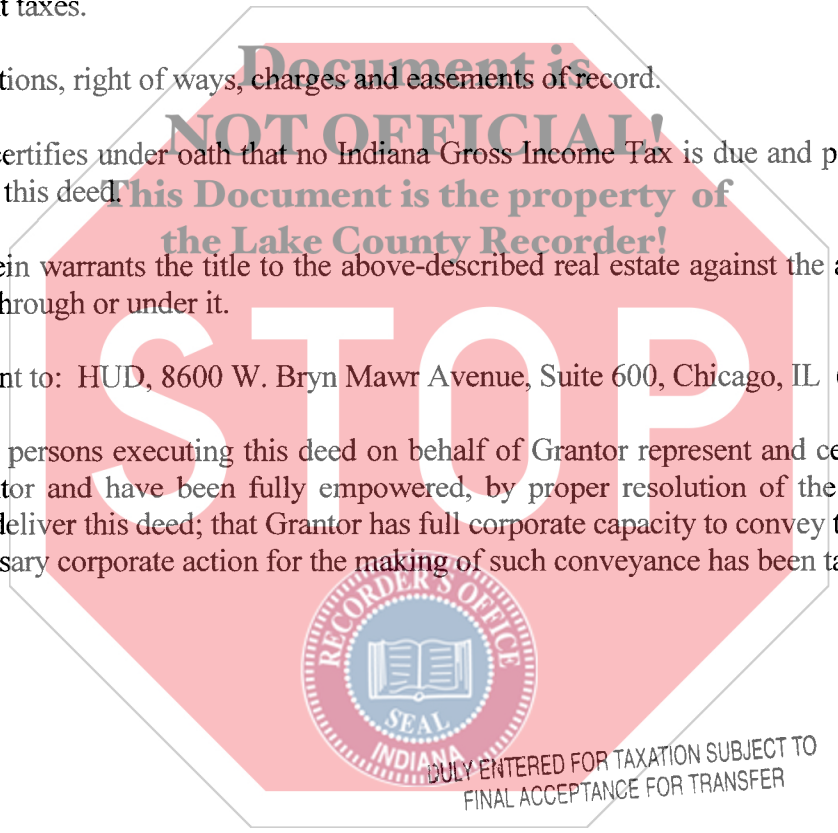 t taxes.
Document is
tions, right of ways, charges and easements of record.
NOT OFFICIAL!
certifies under oath that no Indiana Gross Income Tax is due and p
this deed.
This Document is the property of
the Lake County Recorder!
ein warrants the title to the above-described real estate against the a
hrough or under it.
STOP
nt to: HUD, 8600 W. Bryn Mawr Avenue, Suite 600, Chicago, IL
persons executing this deed on behalf of Grantor represent and ce
tor and have been fully empowered, by proper resolution of the
deliver this deed; that Grantor has full corporate capacity to convey t
sary corporate action for the making of such conveyance has been ta
RECORDER'S OFFICE
SEAL
INDIANA
DULY ENTERED FOR TAXATION SUBJECT TO
FINAL ACCEPTANCE FOR TRANSFER